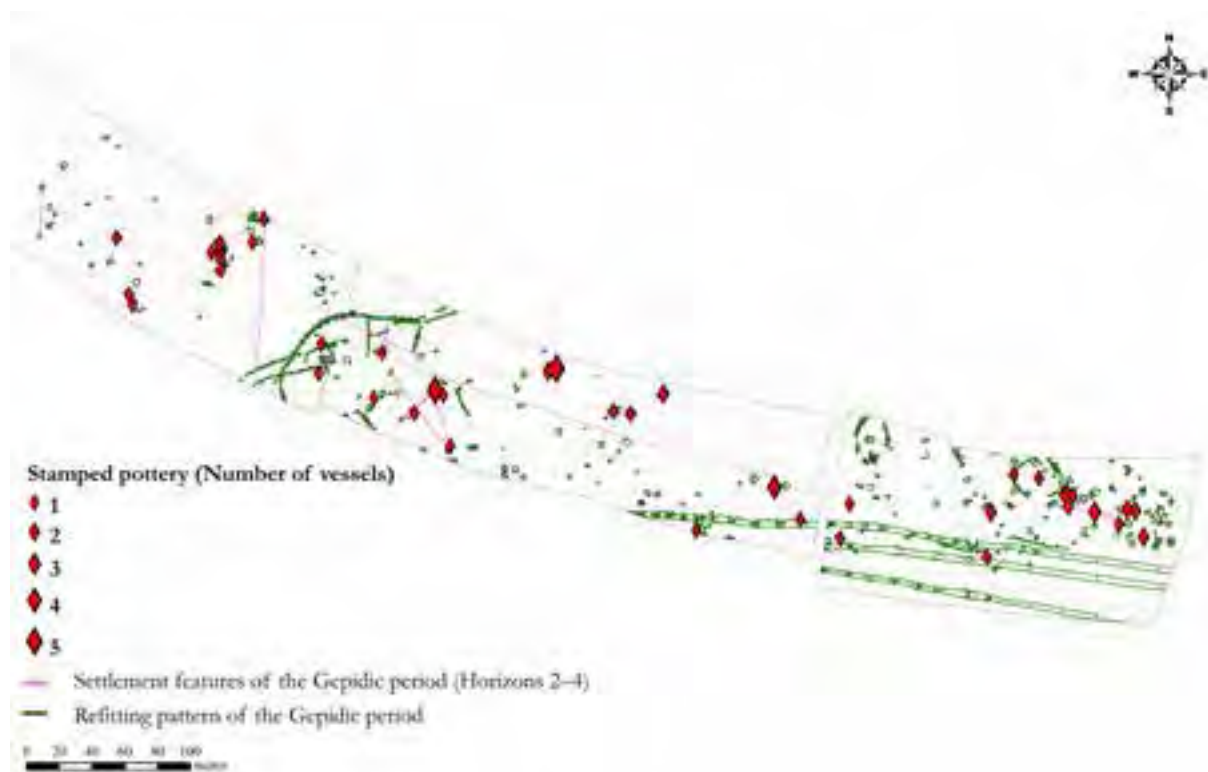 N
W
S
Stamped pottery (Number of vessels)
1
2
3
4
5
Settlement features of the Gepidic period (Horizons 2–4)
Refitting pattern of the Gepidic period
0 20 40 60 80 100